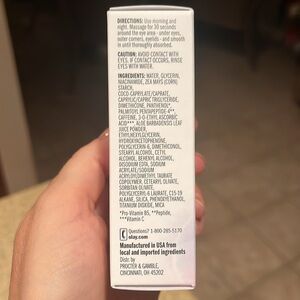 DIRECTIONS: Use morning and
night. Massage for 30 seconds
around the eye area - under eyes,
outer corners, eyelids - and smooth
in until thoroughly absorbed.
CAUTION: AVOID CONTACT WITH
EYES. IF CONTACT OCCURS, RINSE
EYES WITH WATER.
INGREDIENTS: WATER, GLYCERIN,
NIACINAMIDE, ZEA MAYS (CORN)
STARCH,
COCO-CAPRYLATE/CAPRATE,
CAPRYLIC/CAPRIC TRIGLYCERIDE,
DIMETHICONE, PANTHENOL*,
PALMITOYL PENTAPEPTIDE-4**,
CAFFEINE, 3-O-ETHYL ASCORBIC
ACID***, ALOE BARBADENSIS LEAF
JUICE POWDER,
ETHYLHEXYLGLYCERIN,
HYDROXYACETOPHENONE,
POLYGLYCERIN-6, DIMETHICONOL,
STEARYL ALCOHOL, CETYL
ALCOHOL, BEHENYL ALCOHOL,
DISODIUM EDTA, SODIUM
ACRYLATE/SODIUM
ACRYLOYLDIMETHYL TAURATE
COPOLYMER, CETEARYL OLIVATE,
SORBITAN OLIVATE,
POLYGLYCERYL-6 LAURATE, C15-19
ALKANE, SILICA, PHENOXYETHANOL,
TITANIUM DIOXIDE, MICA
*Pro-Vitamin B5, **Peptide,
***Vitamin C
Questions? 1-800-285-5170
olay.com
Manufactured in USA from
local and imported ingredients
Distr. by
PROCTER & GAMBLE,
CINCINNATI, OH 45202